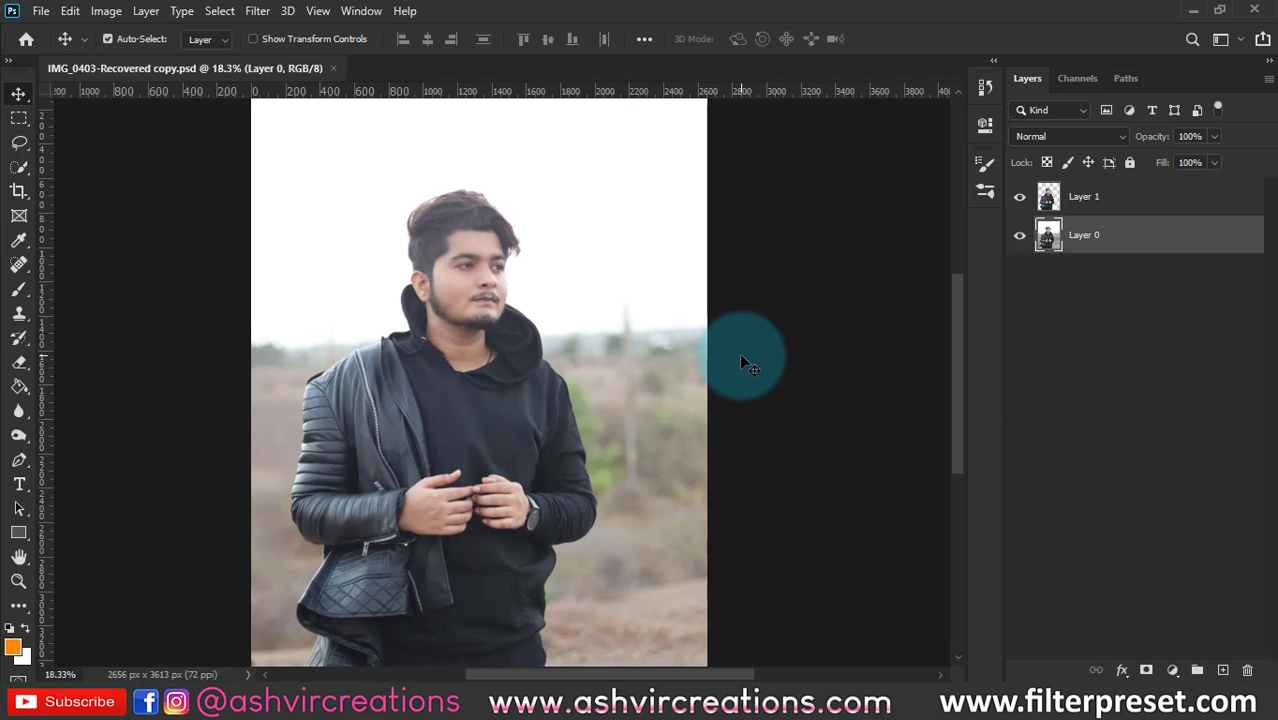 Ps File Edit Image Layer Type Select Filter 3D View Window Help
Auto-Select: Layer Show Transform Controls 3D Mode:
IMG_0403-Recovered copy.psd @ 18.3% (Layer 0, RGB/8)
1000 800 600 400 200 0 200 400 600 800 1000 1200 1400 1600 1800 2000 2200 2400 2600 2800 3000 3200 3400 3600 3800
Layers Channels Paths
Kind
Normal Opacity: 100%
Lock: Fill: 100%
Layer 1
Layer 0
18.33% 2656 px x 3613 px (72 ppi)
Subscribe @ashvircreations www.ashvircreations.com www.filterpreset.com